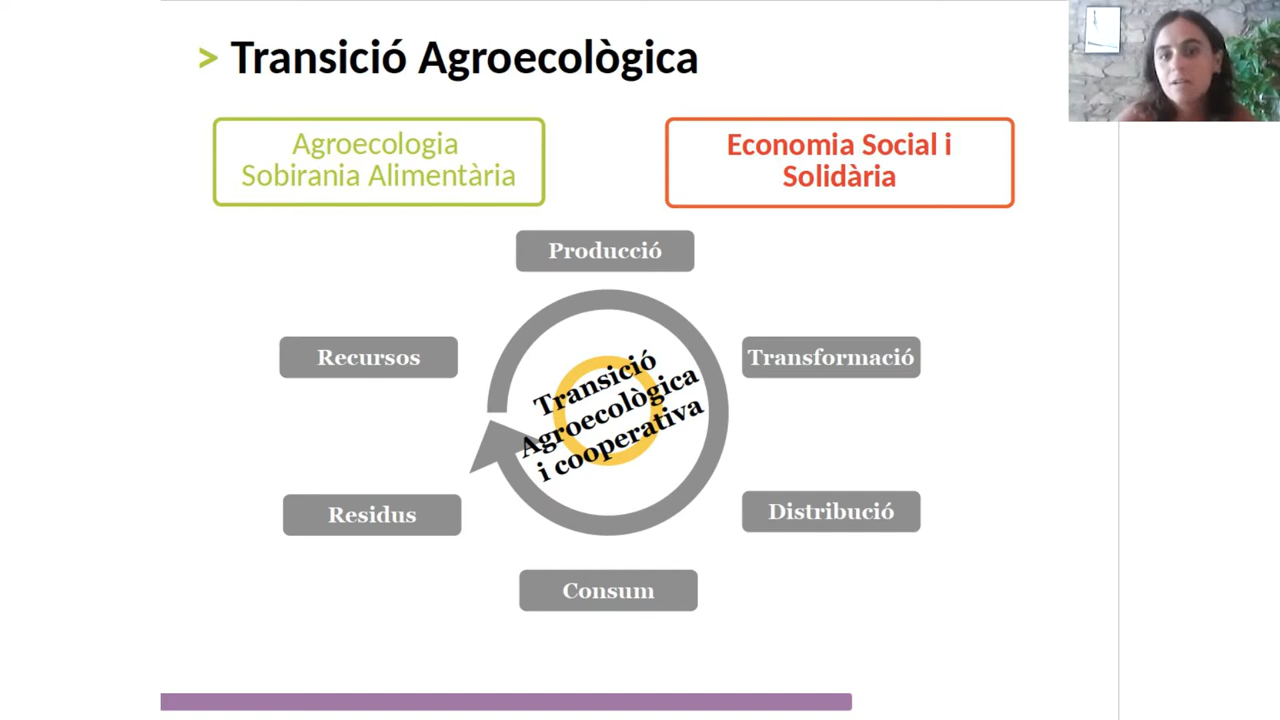 > Transició Agroecològica
Agroecologia
Sobirania Alimentària
Economia Social i
Solidària
Producció
Recursos
Transformació
Transició
Agroecològica
i cooperativa
Residus
Distribució
Consum